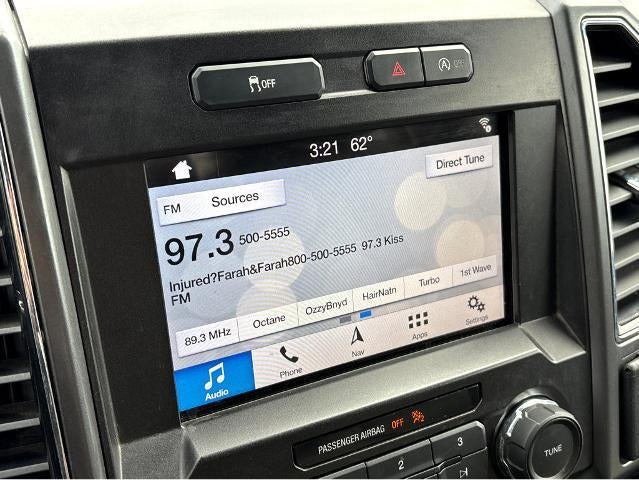 OFF
A OFF
3:21 62°
FM Sources
Direct Tune
97.3 500-5555
Injured?Farah&Farah800-500-5555 97.3 Kiss
FM
89.3 MHz Octane OzzyBnyd HairNatn Turbo 1st Wave
Audio Phone Nav Apps Settings
PASSENGER AIRBAG OFF
2 3
TUNE